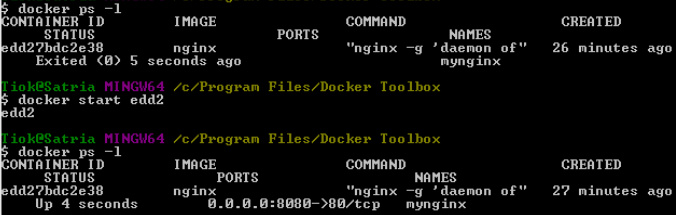 $ docker ps -l
CONTAINER ID IMAGE COMMAND CREATED
STATUS PORTS NAMES
edd27bdc2e38 nginx "nginx -g 'daemon of" 26 minutes ago
Exited (0) 5 seconds ago mynginx
Tiok@Satria MINGW64 /c/Program Files/Docker Toolbox
$ docker start edd2
edd2
Tiok@Satria MINGW64 /c/Program Files/Docker Toolbox
$ docker ps -l
CONTAINER ID IMAGE COMMAND CREATED
STATUS PORTS NAMES
edd27bdc2e38 nginx "nginx -g 'daemon of" 27 minutes ago
Up 4 seconds 0.0.0.0:8080->80/tcp mynginx